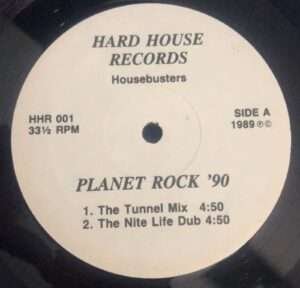 HARD HOUSE
RECORDS
Housebusters
HHR 001
33⅓ RPM
SIDE A
1989 ℗©
PLANET ROCK '90
1. The Tunnel Mix 4:50
2. The Nite Life Dub 4:50